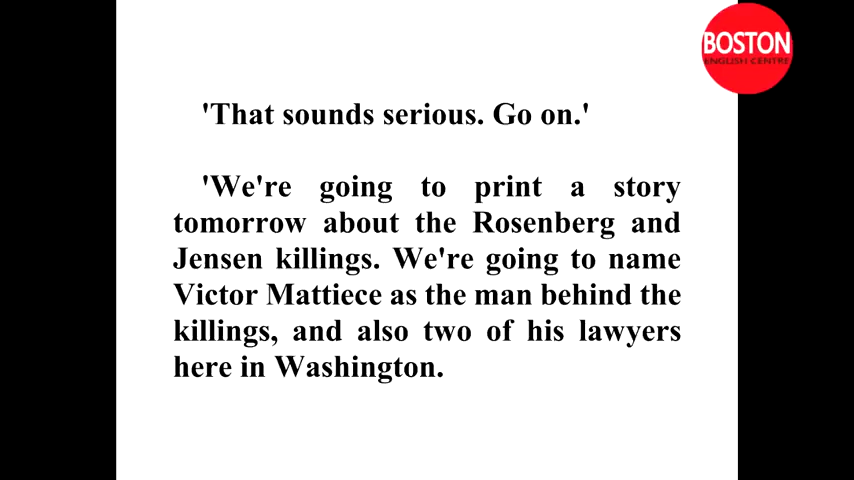 BOSTON
ENGLISH CENTRE
'That sounds serious. Go on.'
'We're going to print a story
tomorrow about the Rosenberg and
Jensen killings. We're going to name
Victor Mattiece as the man behind the
killings, and also two of his lawyers
here in Washington.